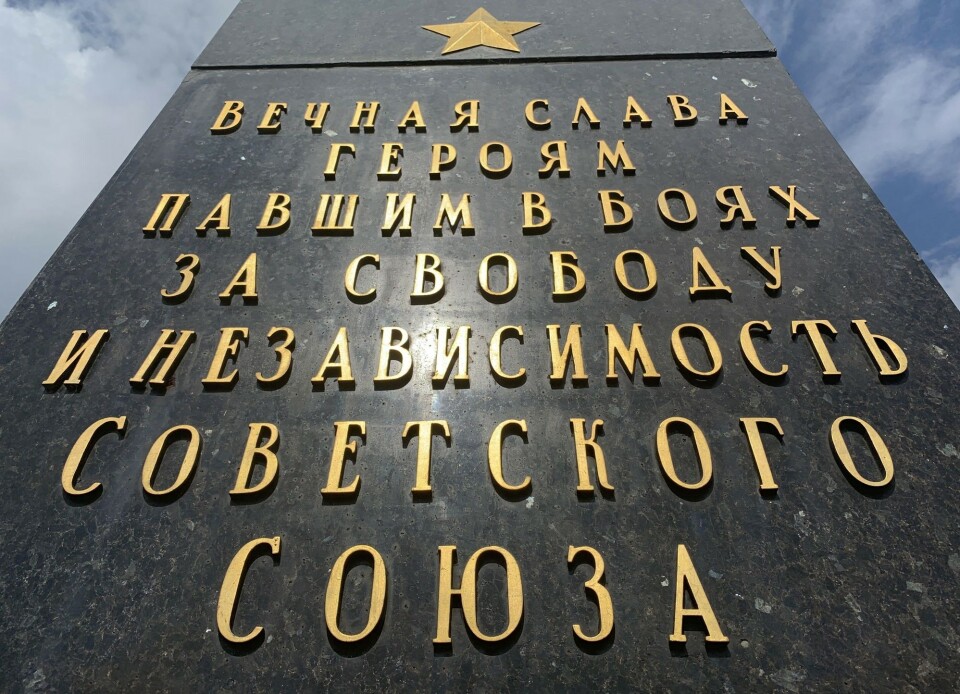 ВЕЧНАЯ СЛАВА
ГЕРОЯМ
ПАВШИМ В БОЯХ
ЗА СВОБОДУ
И НЕЗАВИСИМОСТЬ
СОВЕТСКОГО
СОЮЗА